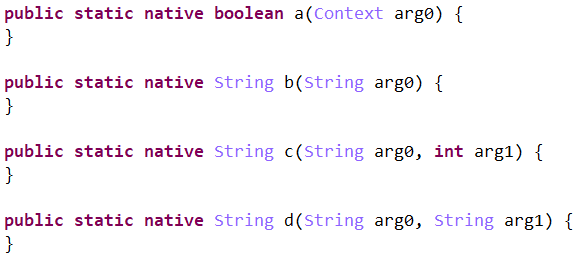 public static native boolean a(Context arg0) {
}
public static native String b(String arg0) {
}
public static native String c(String arg0, int arg1) {
}
public static native String d(String arg0, String arg1) {
}